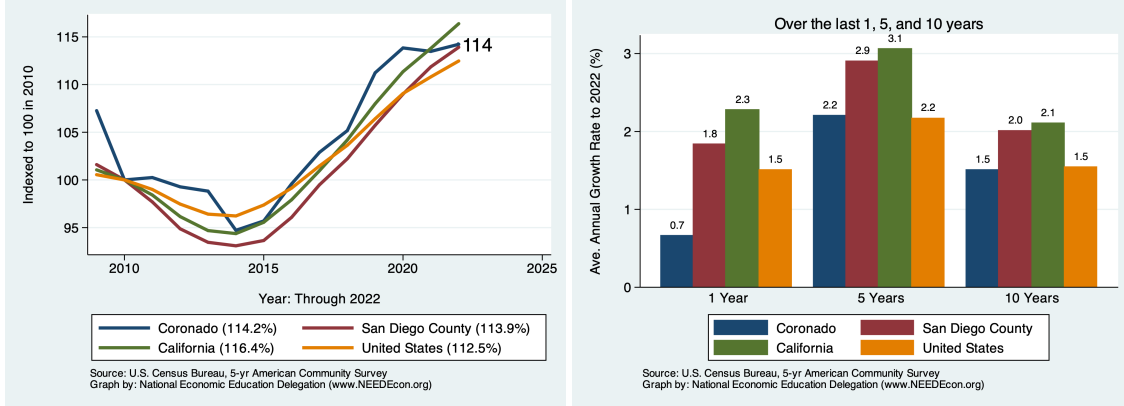 Indexed to 100 in 2010
115
110
105
100
95
114
2010 2015 2020 2025
Year: Through 2022
Coronado (114.2%) San Diego County (113.9%)
California (116.4%) United States (112.5%)
Source: U.S. Census Bureau, 5-yr American Community Survey
Graph by: National Economic Education Delegation (www.NEEDEcon.org)
Over the last 1, 5, and 10 years
Ave. Annual Growth Rate to 2022 (%)
3
2
1
0
0.7 1.8 2.3 1.5
2.2 2.9 3.1 2.2
1.5 2.0 2.1 1.5
1 Year 5 Years 10 Years
Coronado San Diego County
California United States
Source: U.S. Census Bureau, 5-yr American Community Survey
Graph by: National Economic Education Delegation (www.NEEDEcon.org)